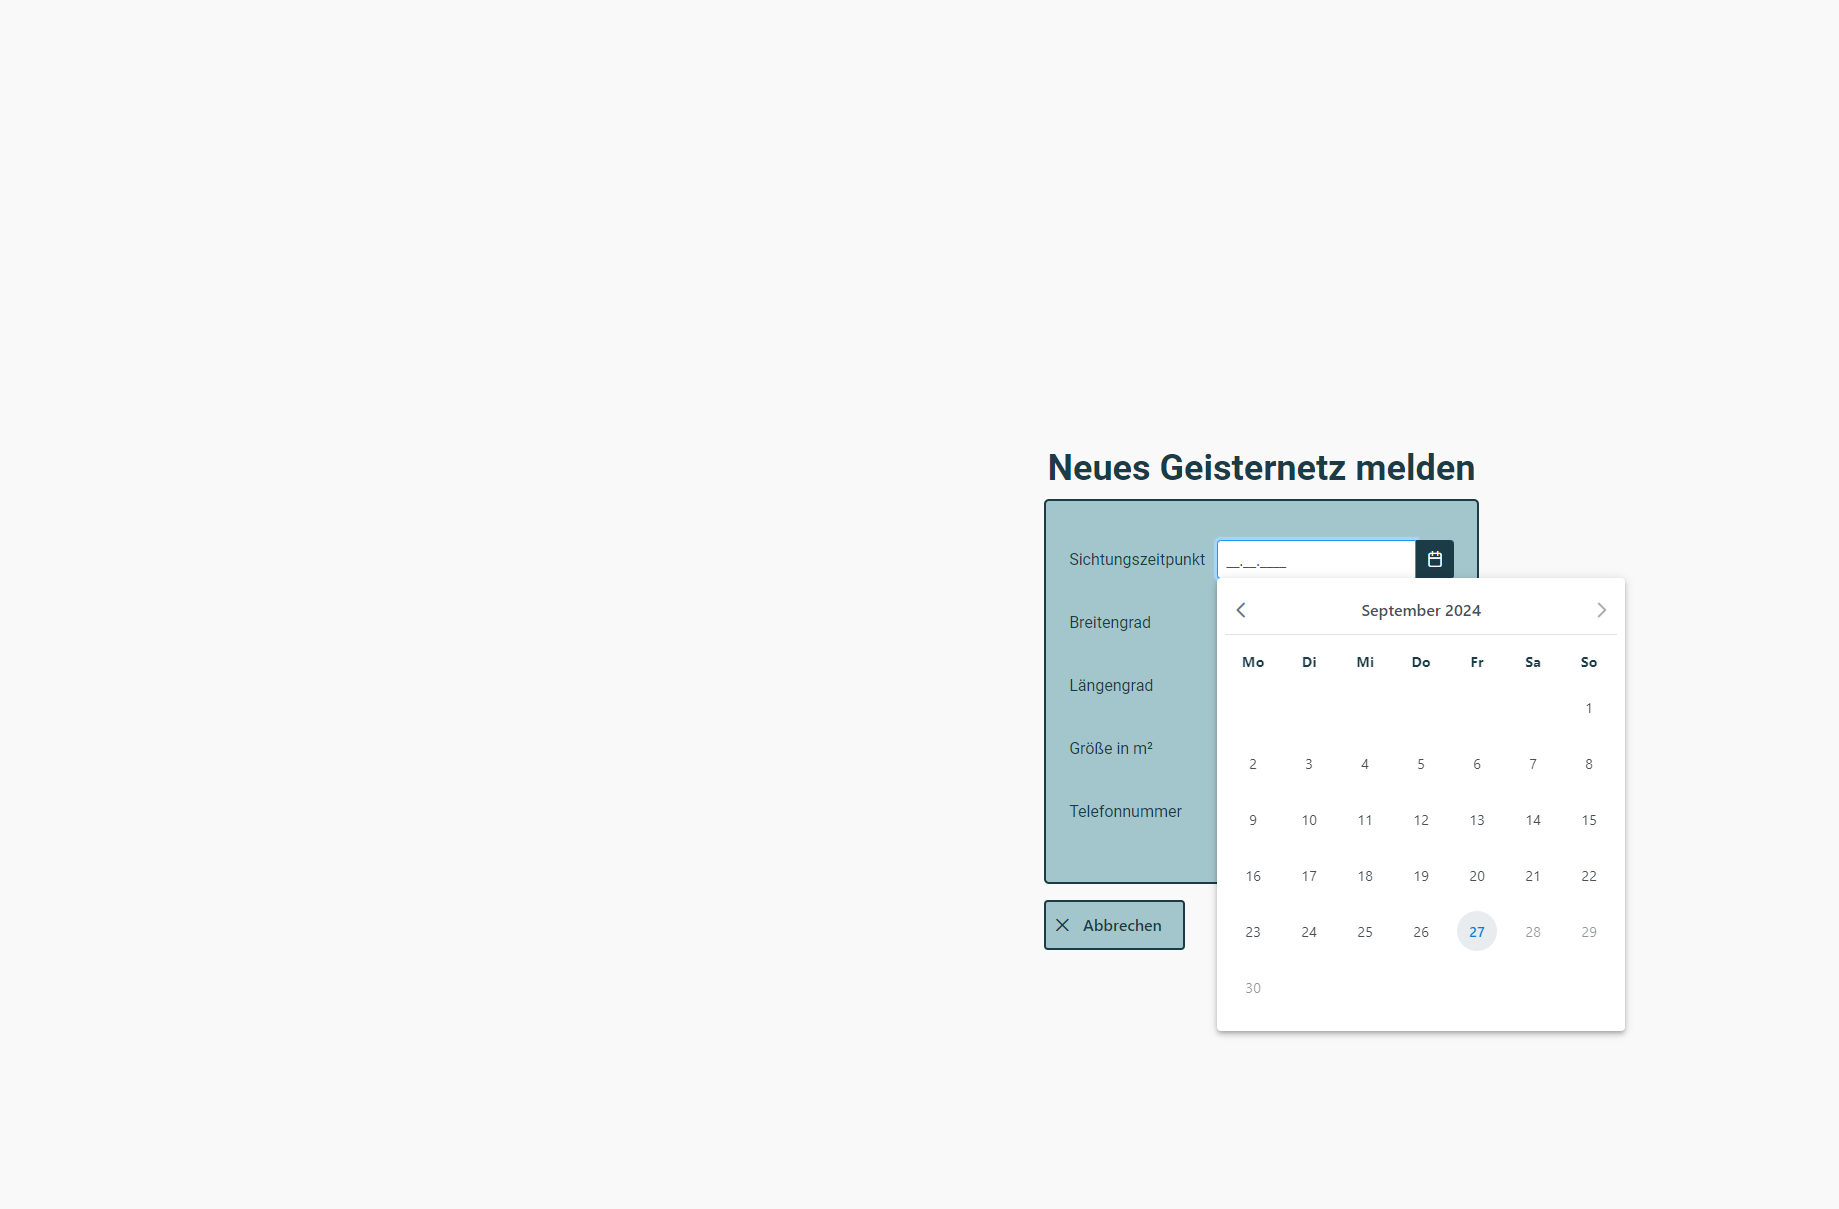 Neues Geisternetz melden
Sichtungszeitpunkt __.__.____
Breitengrad
Längengrad
Größe in m²
Telefonnummer
Abbrechen
September 2024
Mo Di Mi Do Fr Sa So
1
2 3 4 5 6 7 8
9 10 11 12 13 14 15
16 17 18 19 20 21 22
23 24 25 26 27 28 29
30